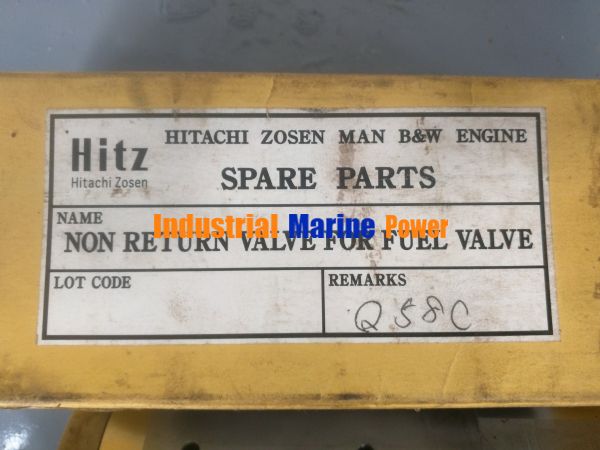 Hitz
Hitachi Zosen
HITACHI ZOSEN MAN B&W ENGINE
SPARE PARTS
NAME
Industrial Marine Power
NON RETURN VALVE FOR FUEL VALVE
LOT CODE
REMARKS
Q58C